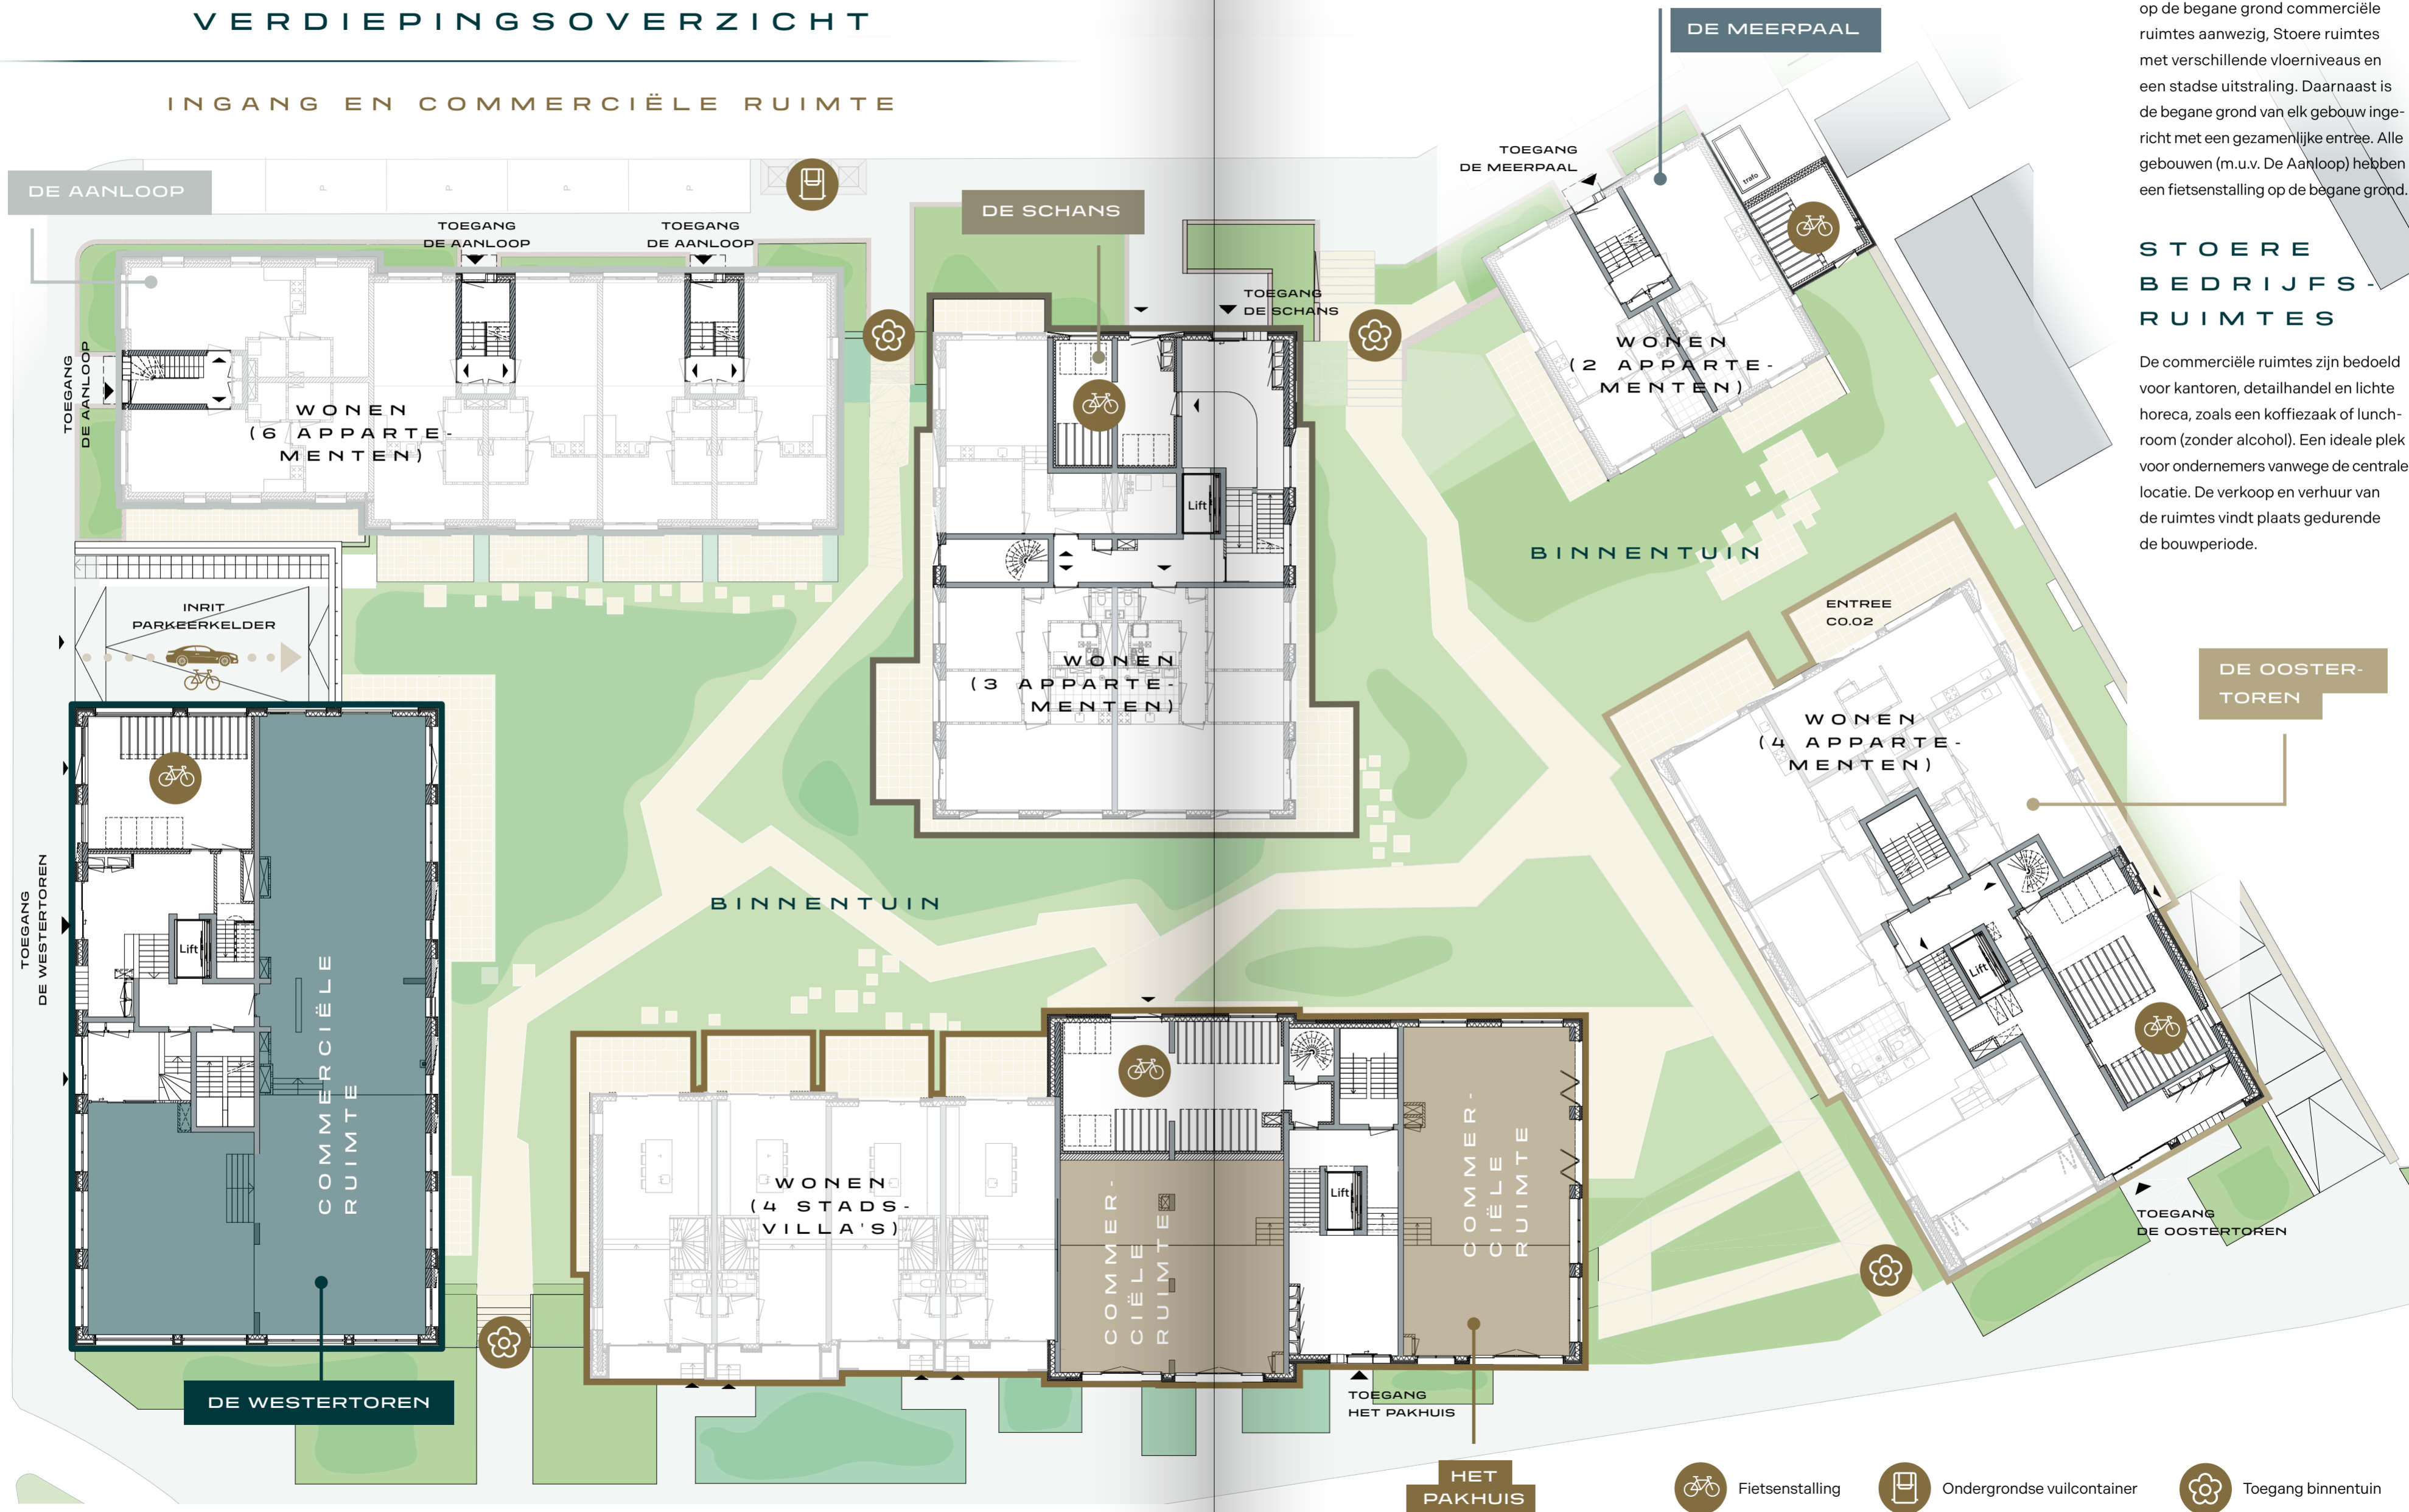 VERDIEPINGSOVERZICHT
INGANG EN COMMERCIËLE RUIMTE
DE AANLOOP
P
P
P
P
TOEGANG
DE AANLOOP
TOEGANG
DE AANLOOP
TOEGANG
DE AANLOOP
WONEN
(6 APPARTE-
MENTEN)
DE SCHANS
TOEGANG
DE SCHANS
Lift
WONEN
(3 APPARTE-
MENTEN)
DE MEERPAAL
TOEGANG
DE MEERPAAL
trafo
WONEN
(2 APPARTE-
MENTEN)
BINNENTUIN
op de begane grond commerciële
ruimtes aanwezig, Stoere ruimtes
met verschillende vloerniveaus en
een stadse uitstraling. Daarnaast is
de begane grond van elk gebouw inge-
richt met een gezamenlijke entree. Alle
gebouwen (m.u.v. De Aanloop) hebben
een fietsenstalling op de begane grond.
STOERE
BEDRIJFS-
RUIMTES
De commerciële ruimtes zijn bedoeld
voor kantoren, detailhandel en lichte
horeca, zoals een koffiezaak of lunch-
room (zonder alcohol). Een ideale plek
voor ondernemers vanwege de centrale
locatie. De verkoop en verhuur van
de ruimtes vindt plaats gedurende
de bouwperiode.
INRIT
PARKEERKELDER
ENTREE
C0.02
DE OOSTER-
TOREN
WONEN
(4 APPARTE-
MENTEN)
Lift
TOEGANG
DE OOSTERTOREN
TOEGANG
DE WESTERTOREN
Lift
COMMERCIËLE
RUIMTE
DE WESTERTOREN
BINNENTUIN
WONEN
(4 STADS-
VILLA'S)
COMMER-
CIËLE
RUIMTE
Lift
COMMER-
CIËLE
RUIMTE
TOEGANG
HET PAKHUIS
HET
PAKHUIS
Fietsenstalling
Ondergrondse vuilcontainer
Toegang binnentuin